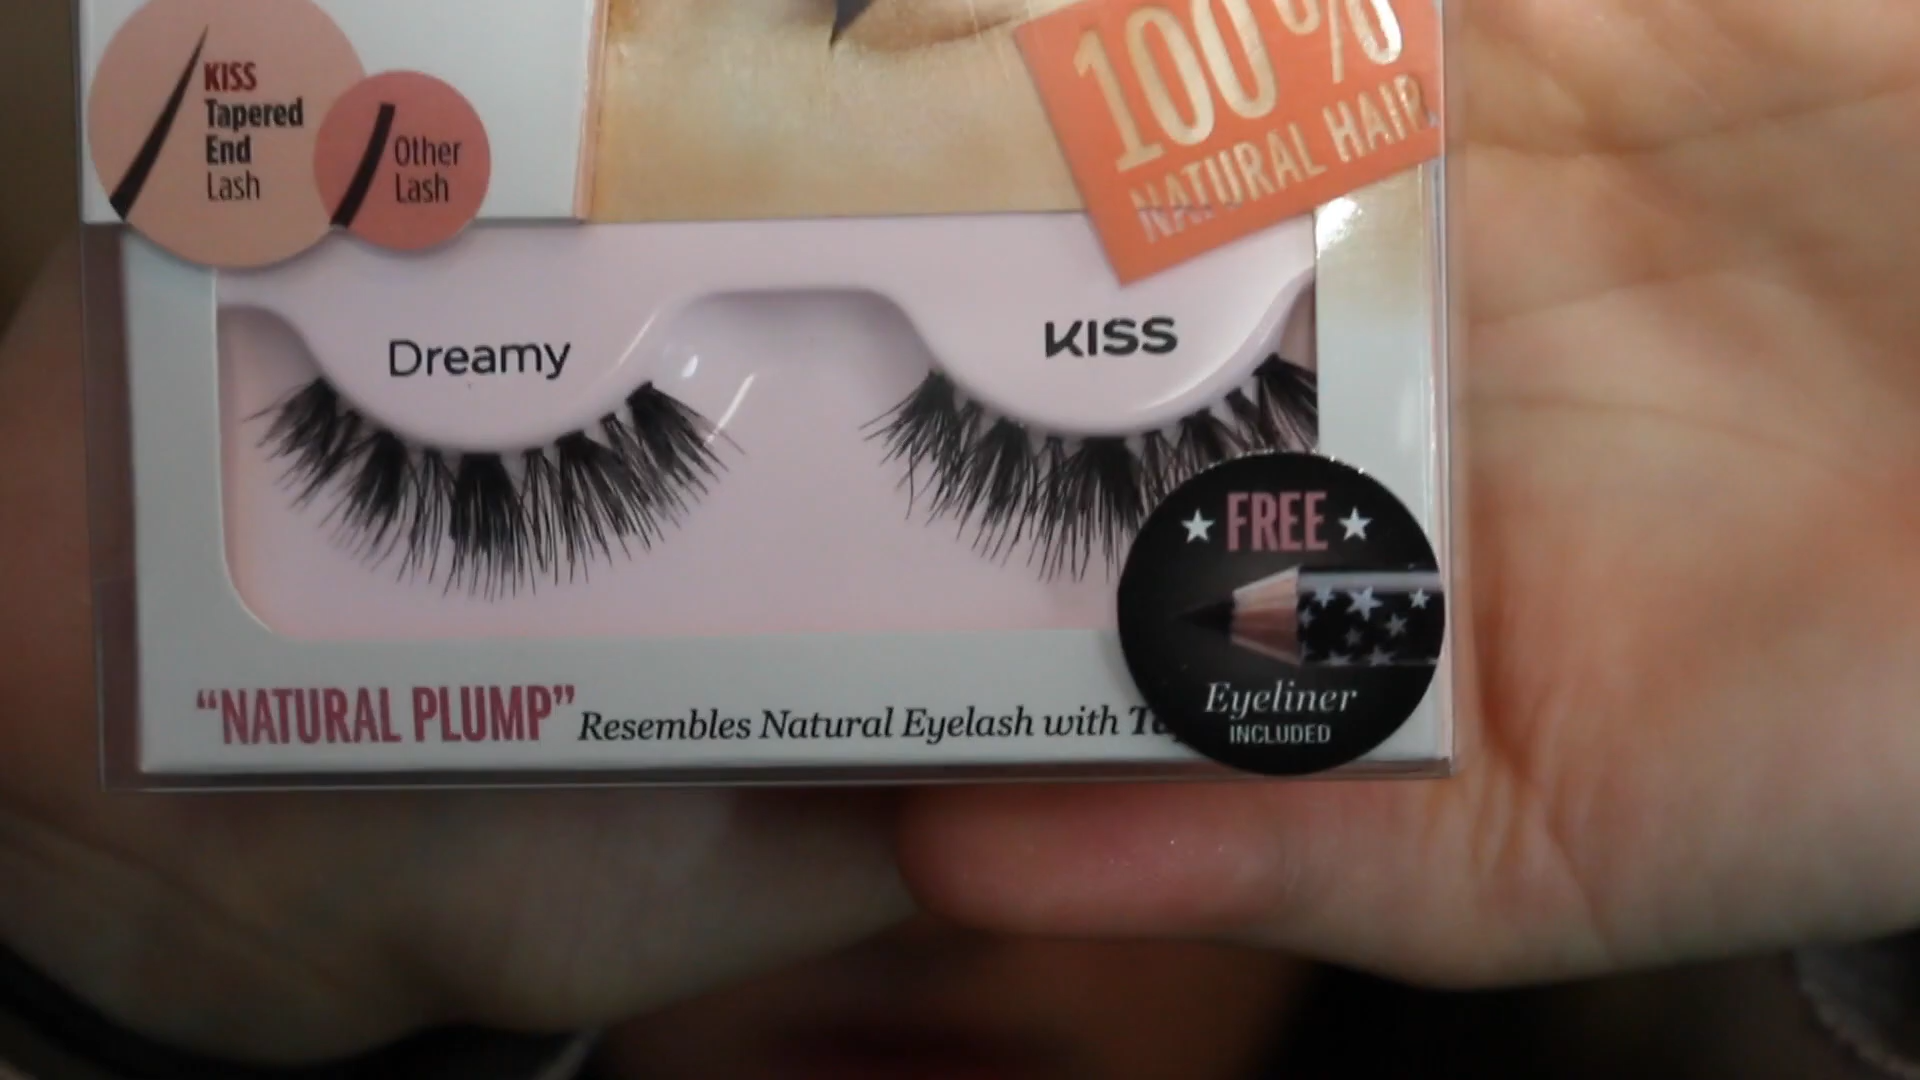 KISS
Tapered
End
Lash
Other
Lash
100%
NATURAL HAIR
Dreamy
KISS
★ FREE ★
Eyeliner
INCLUDED
“NATURAL PLUMP” Resembles Natural Eyelash with